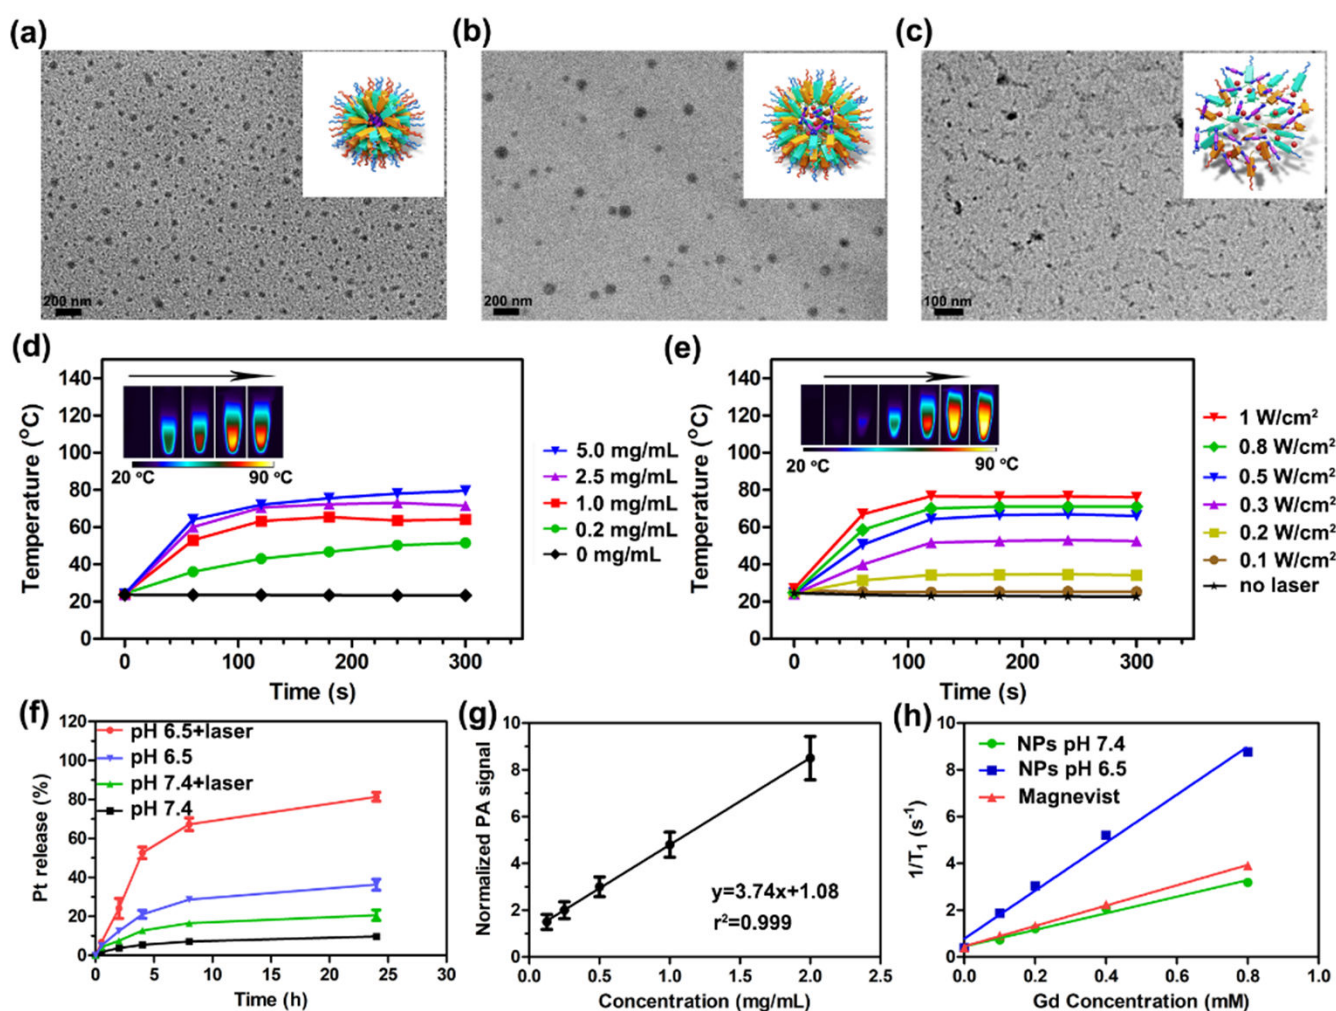 (a)
200 nm
(b)
200 nm
(c)
100 nm
(d)
Temperature (°C)
140
120
100
80
60
40
20
0
20 °C
90 °C
0
100
200
300
Time (s)
5.0 mg/mL
2.5 mg/mL
1.0 mg/mL
0.2 mg/mL
0 mg/mL
(e)
Temperature (°C)
140
120
100
80
60
40
20
0
20 °C
90 °C
0
100
200
300
Time (s)
1 W/cm²
0.8 W/cm²
0.5 W/cm²
0.3 W/cm²
0.2 W/cm²
0.1 W/cm²
no laser
(f)
Pt release (%)
120
100
80
60
40
20
0
pH 6.5+laser
pH 6.5
pH 7.4+laser
pH 7.4
0
5
10
15
20
25
30
Time (h)
(g)
Normalized PA signal
10
8
6
4
2
0
y=3.74x+1.08
r²=0.999
0.0
0.5
1.0
1.5
2.0
2.5
Concentration (mg/mL)
(h)
1/T₁ (s⁻¹)
10
8
6
4
2
0
NPs pH 7.4
NPs pH 6.5
Magnevist
0.0
0.2
0.4
0.6
0.8
1.0
Gd Concentration (mM)